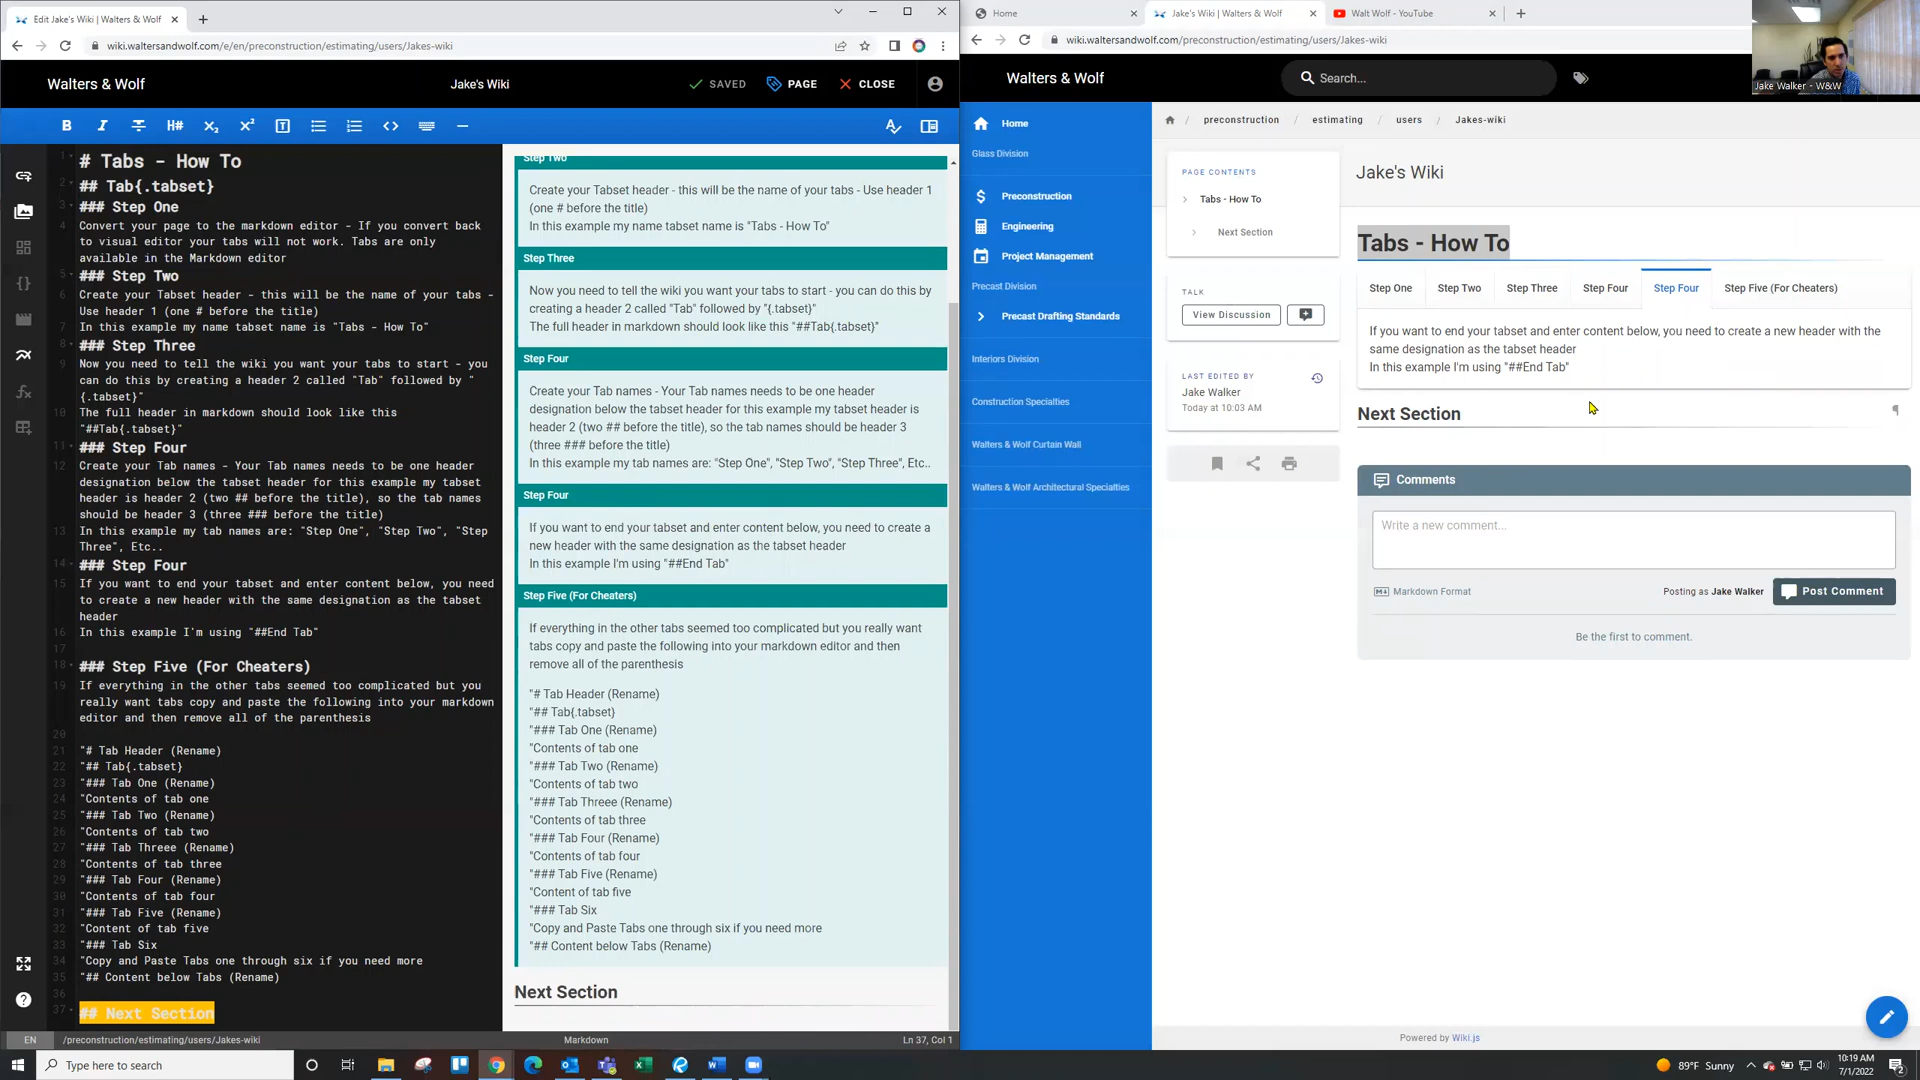 Edit Jake's Wiki | Walters & Wolf
wiki.waltersandwolf.com/e/en/preconstruction/estimating/users/Jakes-wiki
Walters & Wolf
Jake's Wiki
SAVED
PAGE
CLOSE
1 # Tabs - How To
2 ## Tab{.tabset}
3 ### Step One
4 Convert your page to the markdown editor - If you convert back
to visual editor your tabs will not work. Tabs are only
available in the Markdown editor
5 ### Step Two
6 Create your Tabset header - this will be the name of your tabs -
Use header 1 (one # before the title)
7 In this example my name tabset name is "Tabs - How To"
8 ### Step Three
9 Now you need to tell the wiki you want your tabs to start - you
can do this by creating a header 2 called "Tab" followed by "
{.tabset}"
10 The full header in markdown should look like this
"##Tab{.tabset}"
11 ### Step Four
12 Create your Tab names - Your Tab names needs to be one header
designation below the tabset header for this example my tabset
header is header 2 (two ## before the title), so the tab names
should be header 3 (three ### before the title)
13 In this example my tab names are: "Step One", "Step Two", "Step
Three", Etc..
14 ### Step Four
15 If you want to end your tabset and enter content below, you need
to create a new header with the same designation as the tabset
header
16 In this example I'm using "##End Tab"
17
18 ### Step Five (For Cheaters)
19 If everything in the other tabs seemed too complicated but you
really want tabs copy and paste the following into your markdown
editor and then remove all of the parenthesis
20
21 "# Tab Header (Rename)
22 "## Tab{.tabset}
23 "### Tab One (Rename)
24 "Contents of tab one
25 "### Tab Two (Rename)
26 "Contents of tab two
27 "### Tab Threee (Rename)
28 "Contents of tab three
29 "### Tab Four (Rename)
30 "Contents of tab four
31 "### Tab Five (Rename)
32 "Content of tab five
33 "### Tab Six
34 "Copy and Paste Tabs one through six if you need more
35 "## Content below Tabs (Rename)
36
37 ## Next Section
EN
/preconstruction/estimating/users/Jakes-wiki
Markdown
Ln 37, Col 1
Step Two
Create your Tabset header - this will be the name of your tabs - Use header 1
(one # before the title)
In this example my name tabset name is "Tabs - How To"
Step Three
Now you need to tell the wiki you want your tabs to start - you can do this by
creating a header 2 called "Tab" followed by "{.tabset}"
The full header in markdown should look like this "##Tab{.tabset}"
Step Four
Create your Tab names - Your Tab names needs to be one header
designation below the tabset header for this example my tabset header is
header 2 (two ## before the title), so the tab names should be header 3
(three ### before the title)
In this example my tab names are: "Step One", "Step Two", "Step Three", Etc..
Step Four
If you want to end your tabset and enter content below, you need to create a
new header with the same designation as the tabset header
In this example I'm using "##End Tab"
Step Five (For Cheaters)
If everything in the other tabs seemed too complicated but you really want
tabs copy and paste the following into your markdown editor and then
remove all of the parenthesis
"# Tab Header (Rename)
"## Tab{.tabset}
"### Tab One (Rename)
"Contents of tab one
"### Tab Two (Rename)
"Contents of tab two
"### Tab Threee (Rename)
"Contents of tab three
"### Tab Four (Rename)
"Contents of tab four
"### Tab Five (Rename)
"Content of tab five
"### Tab Six
"Copy and Paste Tabs one through six if you need more
"## Content below Tabs (Rename)
Next Section
Home
Jake's Wiki | Walters & Wolf
Walt Wolf - YouTube
wiki.waltersandwolf.com/preconstruction/estimating/users/Jakes-wiki
Walters & Wolf
Search...
Jake Walker - W&W
Home
Glass Division
Preconstruction
Engineering
Project Management
Precast Division
Precast Drafting Standards
Interiors Division
Construction Specialties
Walters & Wolf Curtain Wall
Walters & Wolf Architectural Specialties
/ preconstruction / estimating / users / Jakes-wiki
PAGE CONTENTS
Tabs - How To
Next Section
TALK
View Discussion
LAST EDITED BY
Jake Walker
Today at 10:03 AM
Jake's Wiki
Tabs - How To
Step One
Step Two
Step Three
Step Four
Step Four
Step Five (For Cheaters)
If you want to end your tabset and enter content below, you need to create a new header with the
same designation as the tabset header
In this example I'm using "##End Tab"
Next Section
¶
Comments
Write a new comment...
Markdown Format
Posting as Jake Walker
Post Comment
Be the first to comment.
Powered by Wiki.js
Type here to search
89°F Sunny
10:19 AM
7/1/2022